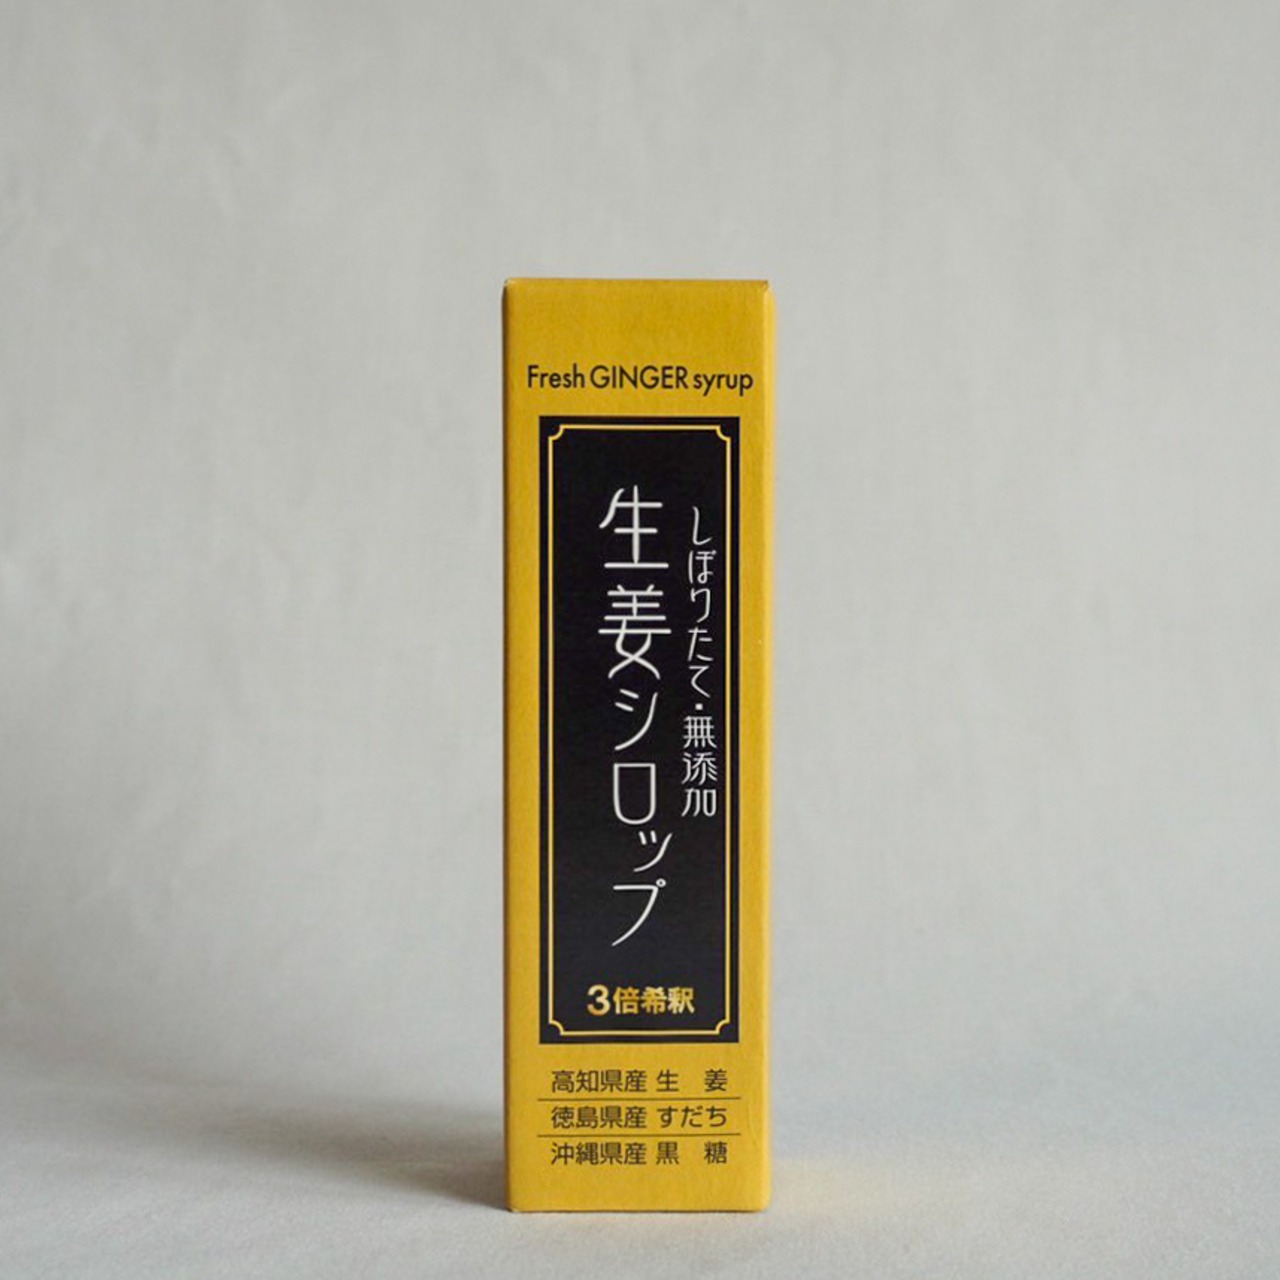 Fresh GINGER syrup
しぼりたて・無添加
生姜シロップ
3倍希釈
高知県産 生 姜
徳島県産 すだち
沖縄県産 黒 糖